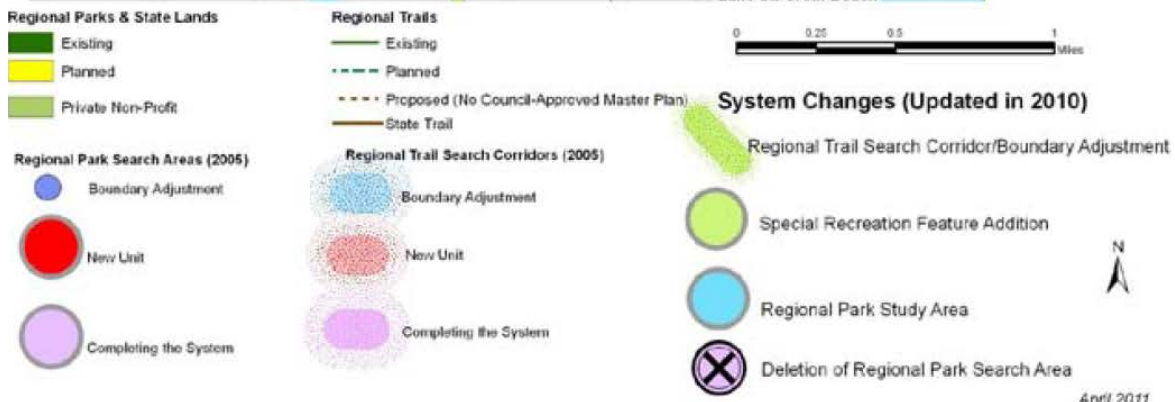 Regional Parks & State Lands
Existing
Planned
Private Non-Profit
Regional Trails
Existing
Planned
Proposed (No Council-Approved Master Plan)
State Trail
0 0.25 0.5 1
Miles
Regional Park Search Areas (2005)
Boundary Adjustment
New Unit
Completing the System
Regional Trail Search Corridors (2005)
Boundary Adjustment
New Unit
Completing the System
System Changes (Updated in 2010)
Regional Trail Search Corridor/Boundary Adjustment
Special Recreation Feature Addition
Regional Park Study Area
Deletion of Regional Park Search Area
N
April 2011